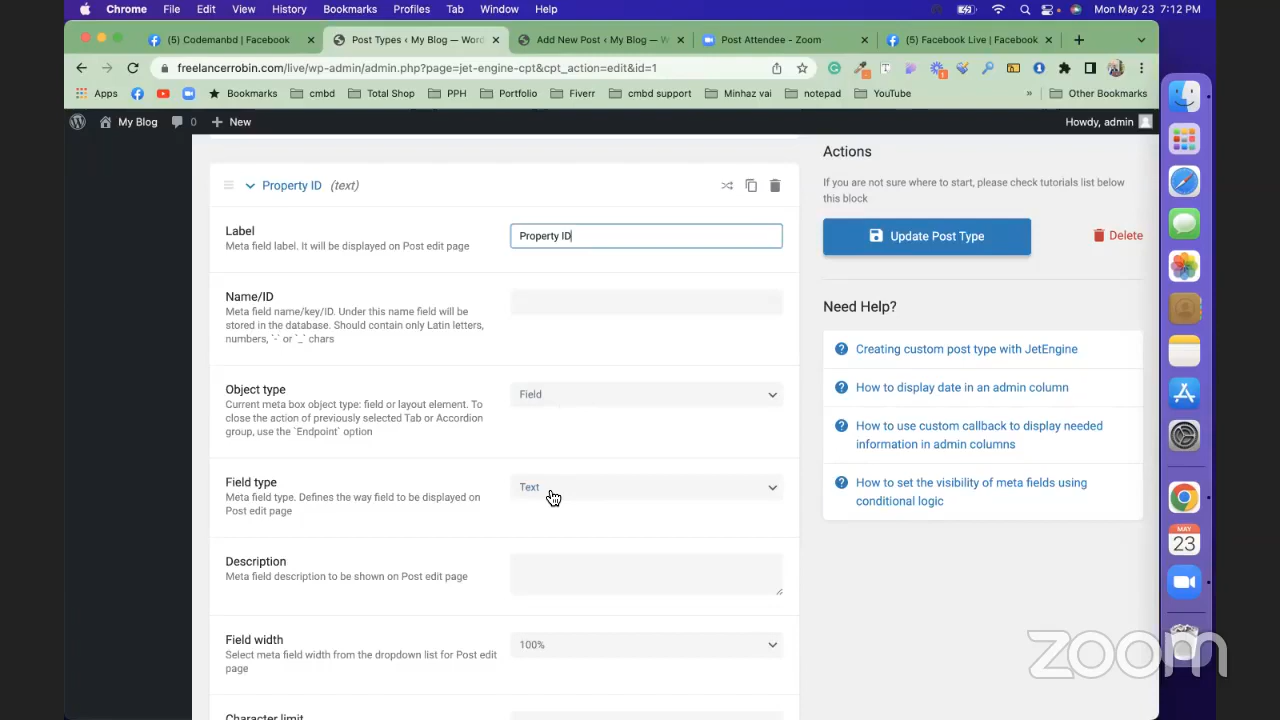 Chrome File Edit View History Bookmarks Profiles Tab Window Help Mon May 23 7:12 PM
(5) Codemanbd | Facebook × Post Types ‹ My Blog — Word × Add New Post ‹ My Blog — W × Post Attendee - Zoom × (5) Facebook Live | Facebook × +
freelancerrobin.com/live/wp-admin/admin.php?page=jet-engine-cpt&cpt_action=edit&id=1
Apps Bookmarks cmbd Total Shop PPH Portfolio Fiverr cmbd support Minhaz vai notepad YouTube » Other Bookmarks
My Blog 0 + New Howdy, admin
Property ID (text)
Label
Meta field label. It will be displayed on Post edit page
Property ID
Name/ID
Meta field name/key/ID. Under this name field will be
stored in the database. Should contain only Latin letters,
numbers, `-` or `_` chars
Object type
Current meta box object type: field or layout element. To
close the action of previously selected Tab or Accordion
group, use the `Endpoint` option
Field
Field type
Meta field type. Defines the way field to be displayed on
Post edit page
Text
Description
Meta field description to be shown on Post edit page
Field width
Select meta field width from the dropdown list for Post edit
page
100%
Character limit
Actions
If you are not sure where to start, please check tutorials list below
this block
Update Post Type
Delete
Need Help?
Creating custom post type with JetEngine
How to display date in an admin column
How to use custom callback to display needed
information in admin columns
How to set the visibility of meta fields using
conditional logic
MAY
23
zoom